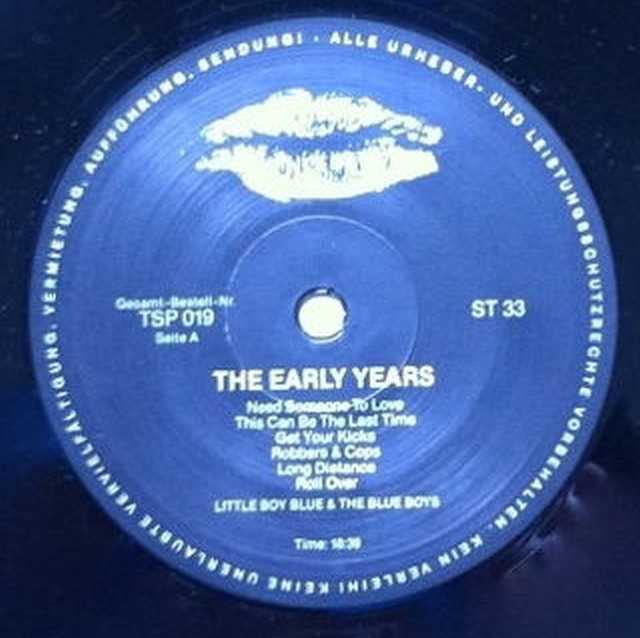 ALLE URHEBER- UND LEISTUNGSSCHUTZRECHTE VORBEHALTEN. KEIN VERLEIH! KEINE UNERLAUBTE VERVIELFÄLTIGUNG, VERMIETUNG, AUFFÜHRUNG, SENDUNG! ·
Gesamt-Bestell-Nr.
TSP 019
Seite A
ST 33
THE EARLY YEARS
Need Someone To Love
This Can Be The Last Time
Get Your Kicks
Robbers & Cops
Long Distance
Roll Over
LITTLE BOY BLUE & THE BLUE BOYS
Time: 18:39